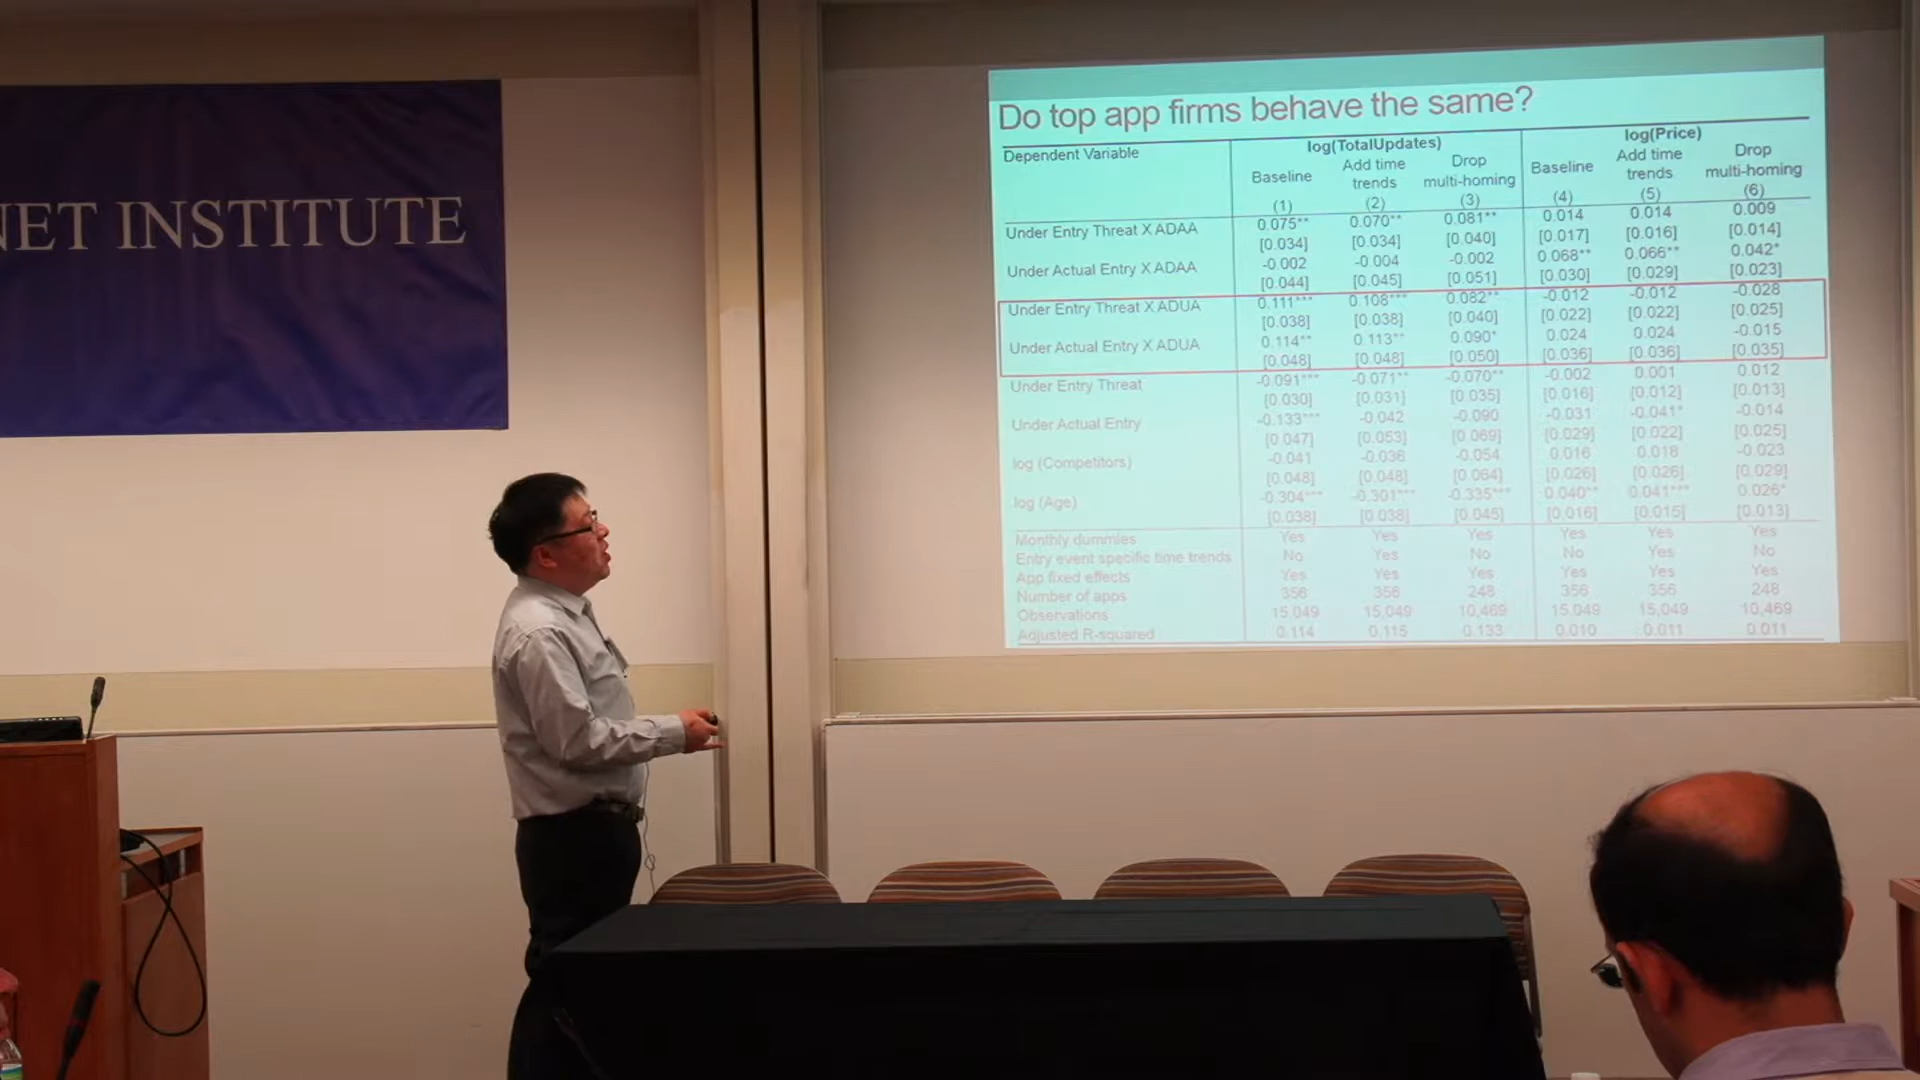 NET INSTITUTE
Do top app firms behave the same?
Dependent Variable log(TotalUpdates) log(Price)
Baseline Add time trends Drop multi-homing Baseline Add time trends Drop multi-homing
(1) (2) (3) (4) (5) (6)
Under Entry Threat X ADAA 0.075** 0.070** 0.081** 0.014 0.014 0.009
[0.034] [0.034] [0.040] [0.017] [0.016] [0.014]
Under Actual Entry X ADAA -0.002 -0.004 -0.002 0.068** 0.066** 0.042*
[0.044] [0.045] [0.051] [0.030] [0.029] [0.023]
Under Entry Threat X ADUA 0.111*** 0.108*** 0.082** -0.012 -0.012 -0.028
[0.038] [0.038] [0.040] [0.022] [0.022] [0.025]
Under Actual Entry X ADUA 0.114** 0.113** 0.090* 0.024 0.024 -0.015
[0.048] [0.048] [0.050] [0.036] [0.036] [0.035]
Under Entry Threat -0.091*** -0.071** -0.070** -0.002 0.001 0.012
[0.030] [0.031] [0.035] [0.016] [0.012] [0.013]
Under Actual Entry -0.133*** -0.042 -0.090 -0.031 -0.041* -0.014
[0.047] [0.053] [0.069] [0.029] [0.022] [0.025]
log (Competitors) -0.041 -0.036 -0.054 0.016 0.018 -0.023
[0.048] [0.048] [0.064] [0.026] [0.026] [0.029]
log (Age) -0.304*** -0.301*** -0.335*** 0.040** 0.041*** 0.026*
[0.038] [0.038] [0.045] [0.016] [0.015] [0.013]
Monthly dummies Yes Yes Yes Yes Yes Yes
Entry event specific time trends No Yes No No Yes No
App fixed effects Yes Yes Yes Yes Yes Yes
Number of apps 356 356 248 356 356 248
Observations 15,049 15,049 10,469 15,049 15,049 10,469
Adjusted R-squared 0.114 0.115 0.133 0.010 0.011 0.011